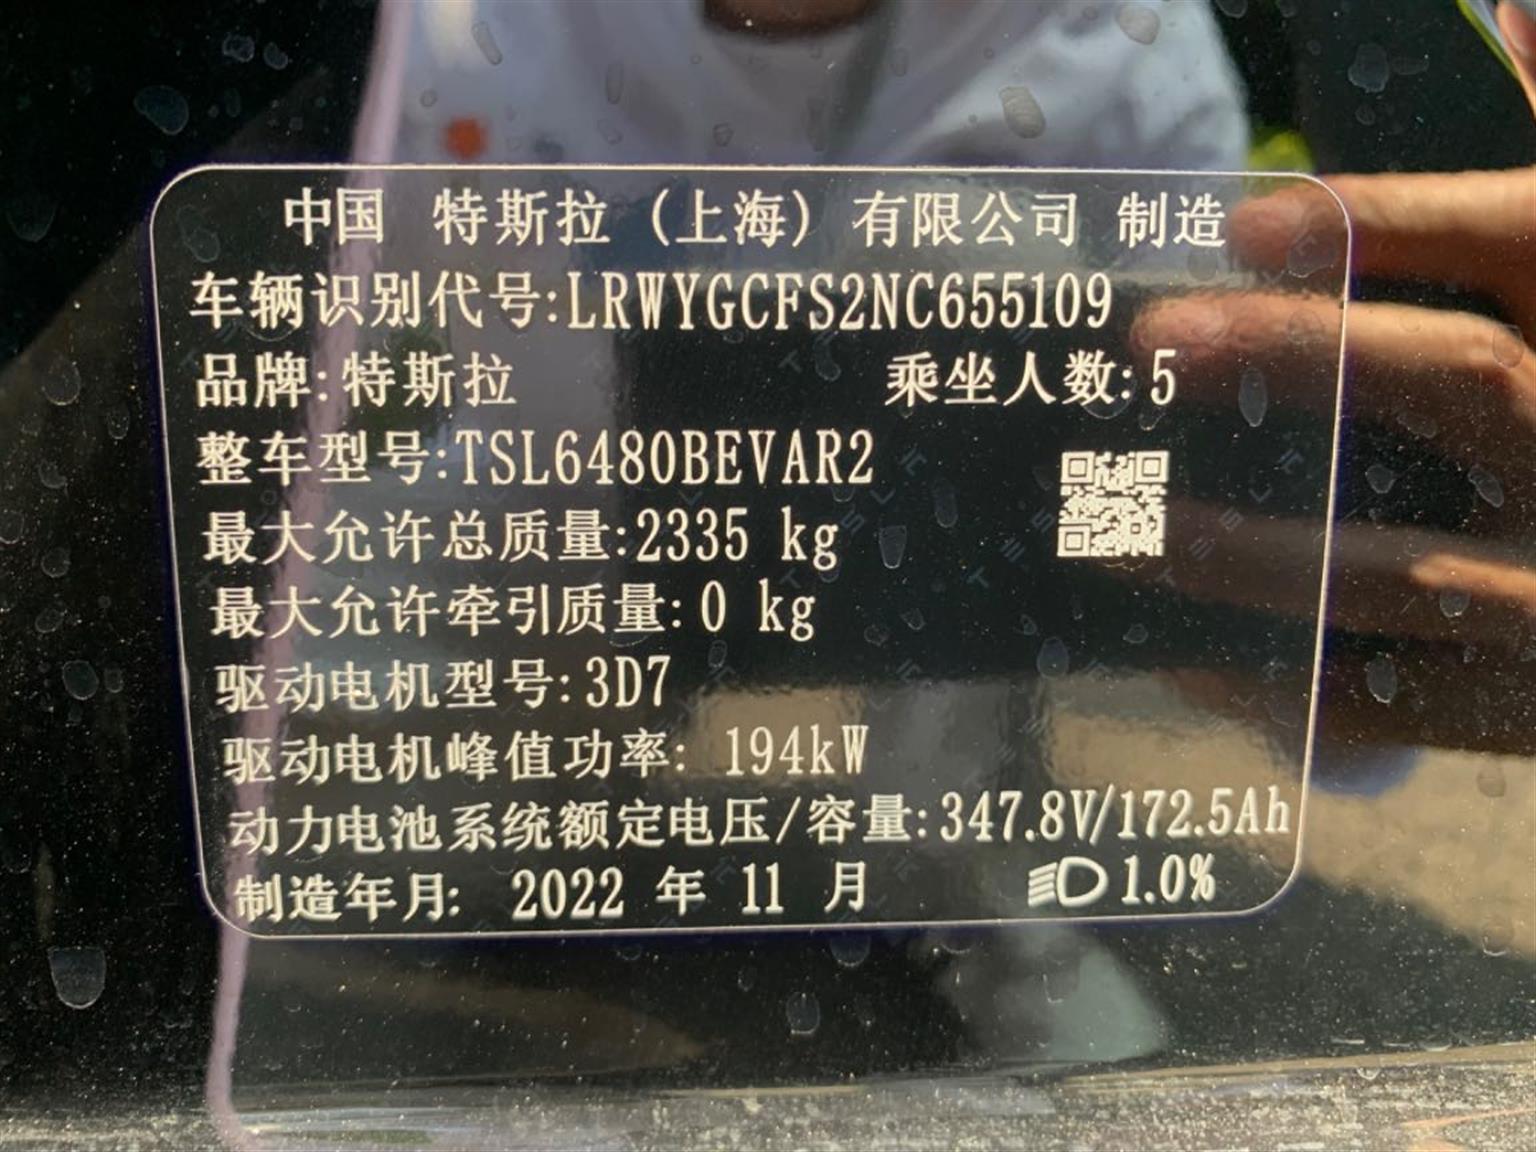 中国 特斯拉（上海）有限公司 制造
车辆识别代号:LRWYGCFS2NC655109
品牌:特斯拉 乘坐人数:5
整车型号:TSL6480BEVAR2
最大允许总质量:2335 kg
最大允许牵引质量:0 kg
驱动电机型号:3D7
驱动电机峰值功率: 194kW
动力电池系统额定电压/容量:347.8V/172.5Ah
制造年月: 2022 年 11 月 1.0%